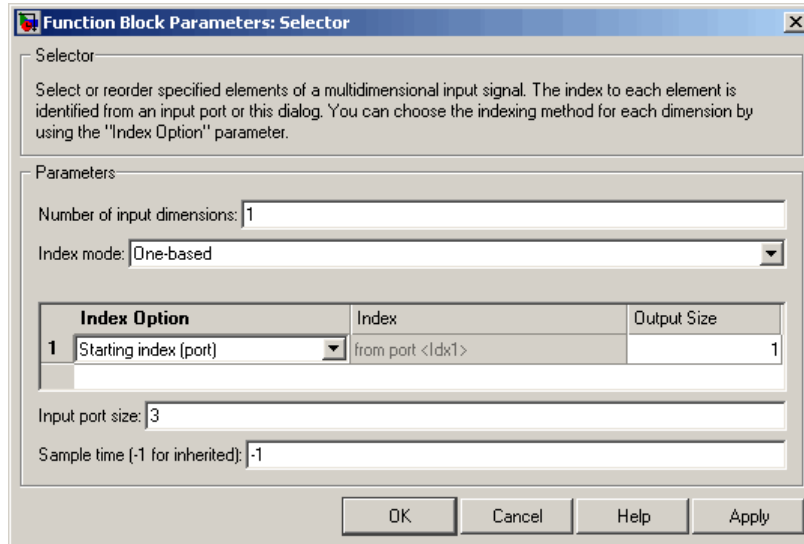 Function Block Parameters: Selector
Selector
Select or reorder specified elements of a multidimensional input signal. The index to each element is
identified from an input port or this dialog. You can choose the indexing method for each dimension by
using the "Index Option" parameter.
Parameters
Number of input dimensions: 1
Index mode: One-based
Index Option Index Output Size
1 Starting index (port) from port <Idx1> 1
Input port size: 3
Sample time (-1 for inherited): -1
OK Cancel Help Apply